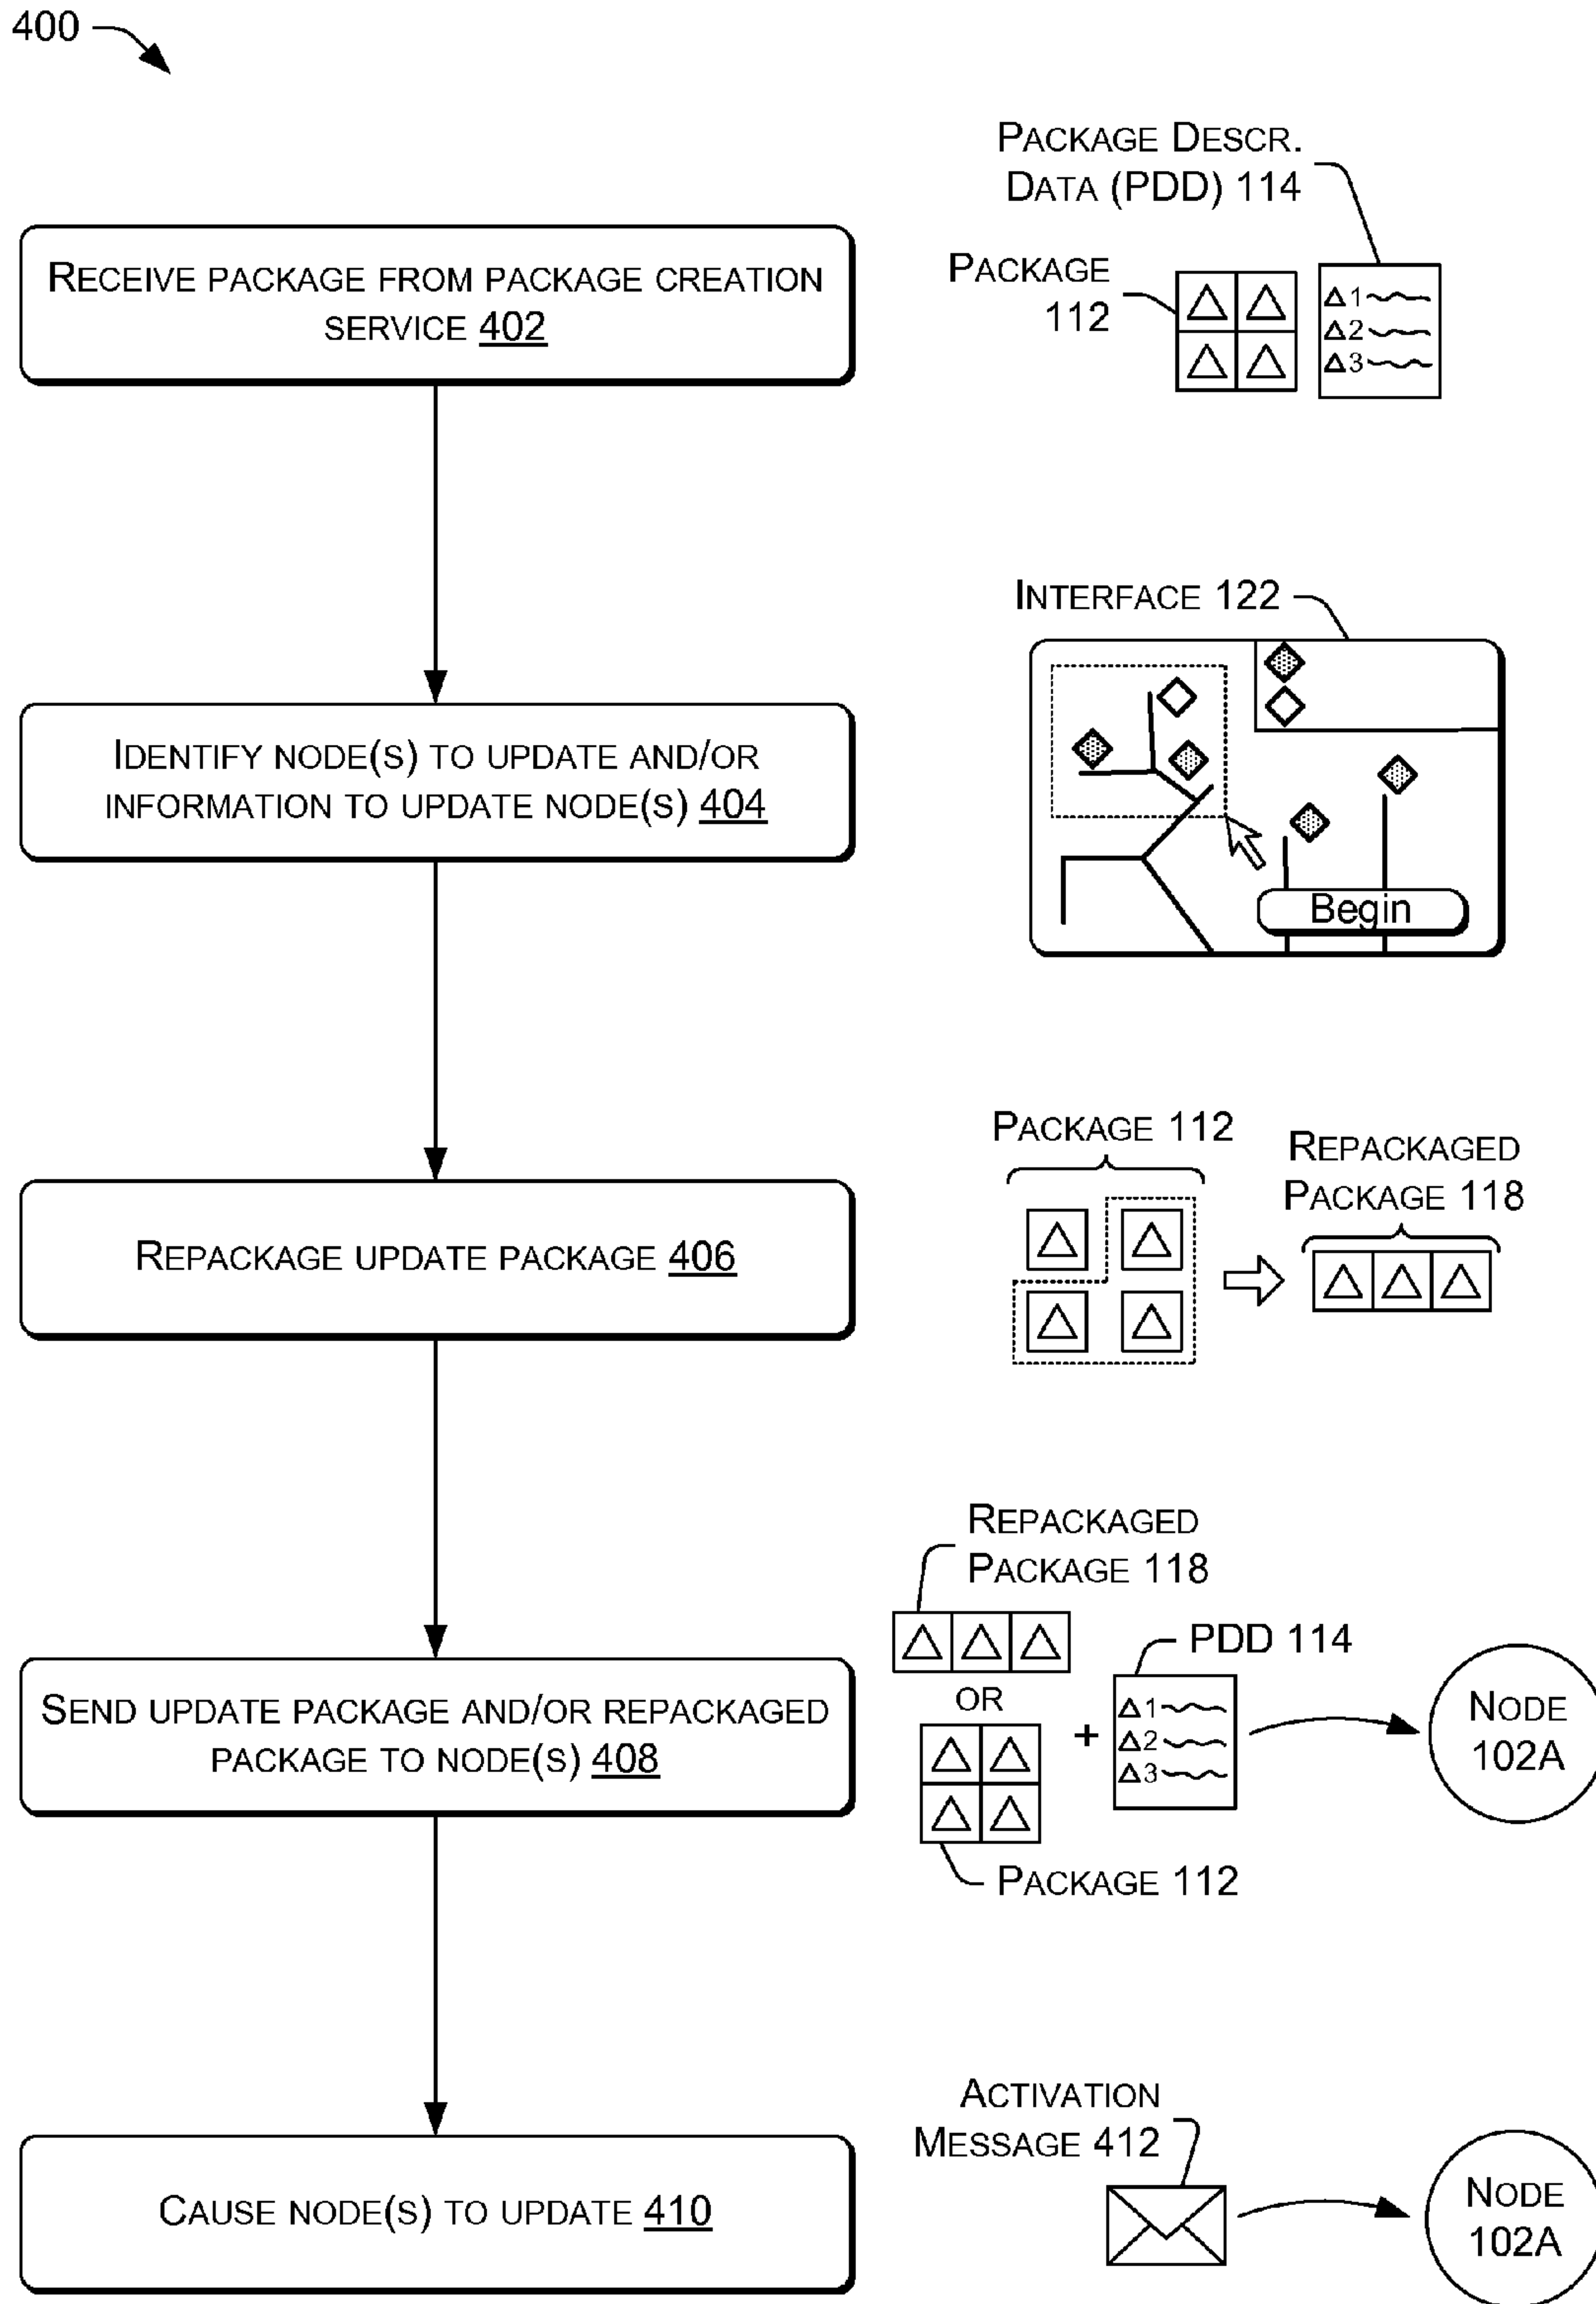 400
PACKAGE DESCR.
DATA (PDD) 114
PACKAGE
112
Δ1
Δ2
Δ3
RECEIVE PACKAGE FROM PACKAGE CREATION
SERVICE 402
INTERFACE 122
Begin
IDENTIFY NODE(S) TO UPDATE AND/OR
INFORMATION TO UPDATE NODE(S) 404
PACKAGE 112
REPACKAGED
PACKAGE 118
REPACKAGE UPDATE PACKAGE 406
REPACKAGED
PACKAGE 118
OR
+
PDD 114
Δ1
Δ2
Δ3
PACKAGE 112
NODE
102A
SEND UPDATE PACKAGE AND/OR REPACKAGED
PACKAGE TO NODE(S) 408
ACTIVATION
MESSAGE 412
NODE
102A
CAUSE NODE(S) TO UPDATE 410